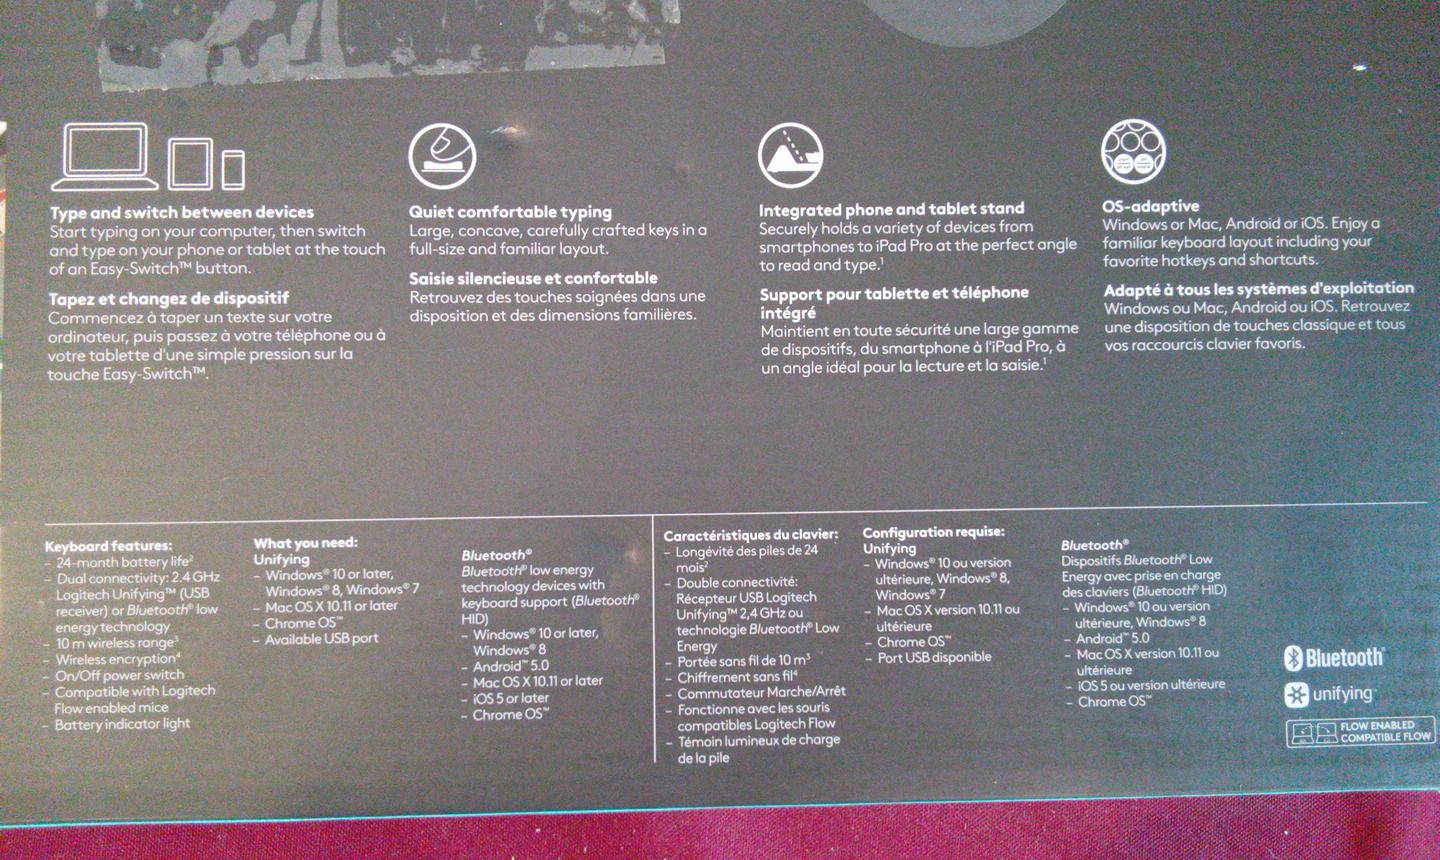 Type and switch between devices
Start typing on your computer, then switch
and type on your phone or tablet at the touch
of an Easy-Switch™ button.
Tapez et changez de dispositif
Commencez à taper un texte sur votre
ordinateur, puis passez à votre téléphone ou à
votre tablette d'une simple pression sur la
touche Easy-Switch™.
Quiet comfortable typing
Large, concave, carefully crafted keys in a
full-size and familiar layout.
Saisie silencieuse et confortable
Retrouvez des touches soignées dans une
disposition et des dimensions familières.
Integrated phone and tablet stand
Securely holds a variety of devices from
smartphones to iPad Pro at the perfect angle
to read and type.¹
Support pour tablette et téléphone
intégré
Maintient en toute sécurité une large gamme
de dispositifs, du smartphone à l'iPad Pro, à
un angle idéal pour la lecture et la saisie.¹
OS-adaptive
Windows or Mac, Android or iOS. Enjoy a
familiar keyboard layout including your
favorite hotkeys and shortcuts.
Adapté à tous les systèmes d'exploitation
Windows ou Mac, Android ou iOS. Retrouvez
une disposition de touches classique et tous
vos raccourcis clavier favoris.
Keyboard features:
- 24-month battery life²
- Dual connectivity: 2.4 GHz
Logitech Unifying™ (USB
receiver) or Bluetooth® low
energy technology
- 10 m wireless range³
- Wireless encryption⁴
- On/Off power switch
- Compatible with Logitech
Flow enabled mice
- Battery indicator light
What you need:
Unifying
- Windows® 10 or later,
Windows® 8, Windows® 7
- Mac OS X 10.11 or later
- Chrome OS™
- Available USB port
Bluetooth®
Bluetooth® low energy
technology devices with
keyboard support (Bluetooth®
HID)
- Windows® 10 or later,
Windows® 8
- Android™ 5.0
- Mac OS X 10.11 or later
- iOS 5 or later
- Chrome OS™
Caractéristiques du clavier:
- Longévité des piles de 24
mois²
- Double connectivité:
Récepteur USB Logitech
Unifying™ 2,4 GHz ou
technologie Bluetooth® Low
Energy
- Portée sans fil de 10 m³
- Chiffrement sans fil⁴
- Commutateur Marche/Arrêt
- Fonctionne avec les souris
compatibles Logitech Flow
- Témoin lumineux de charge
de la pile
Configuration requise:
Unifying
- Windows® 10 ou version
ultérieure, Windows® 8,
Windows® 7
- Mac OS X version 10.11 ou
ultérieure
- Chrome OS™
- Port USB disponible
Bluetooth®
Dispositifs Bluetooth® Low
Energy avec prise en charge
des claviers (Bluetooth® HID)
- Windows® 10 ou version
ultérieure, Windows® 8
- Android™ 5.0
- Mac OS X version 10.11 ou
ultérieure
- iOS 5 ou version ultérieure
- Chrome OS™
Bluetooth®
unifying™
FLOW ENABLED
COMPATIBLE FLOW